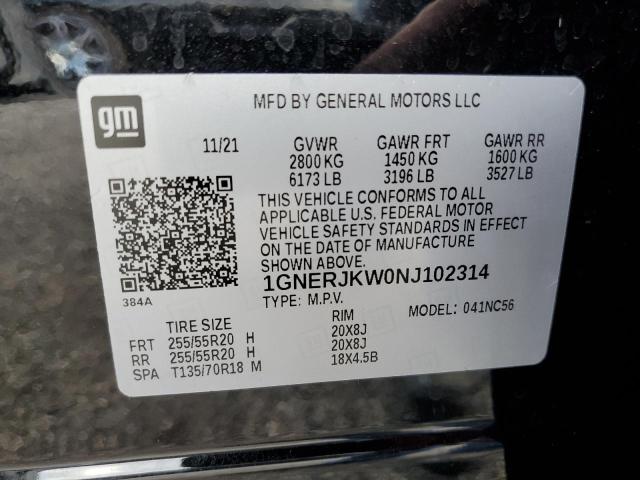 gm
MFD BY GENERAL MOTORS LLC
11/21 GVWR GAWR FRT GAWR RR
2800 KG 1450 KG 1600 KG
6173 LB 3196 LB 3527 LB
THIS VEHICLE CONFORMS TO ALL
APPLICABLE U.S. FEDERAL MOTOR
VEHICLE SAFETY STANDARDS IN EFFECT
ON THE DATE OF MANUFACTURE
SHOWN ABOVE.
1GNERJKW0NJ102314
384A
TYPE: M.P.V. MODEL: 041NC56
TIRE SIZE RIM
FRT 255/55R20 H 20X8J
RR 255/55R20 H 20X8J
SPA T135/70R18 M 18X4.5B